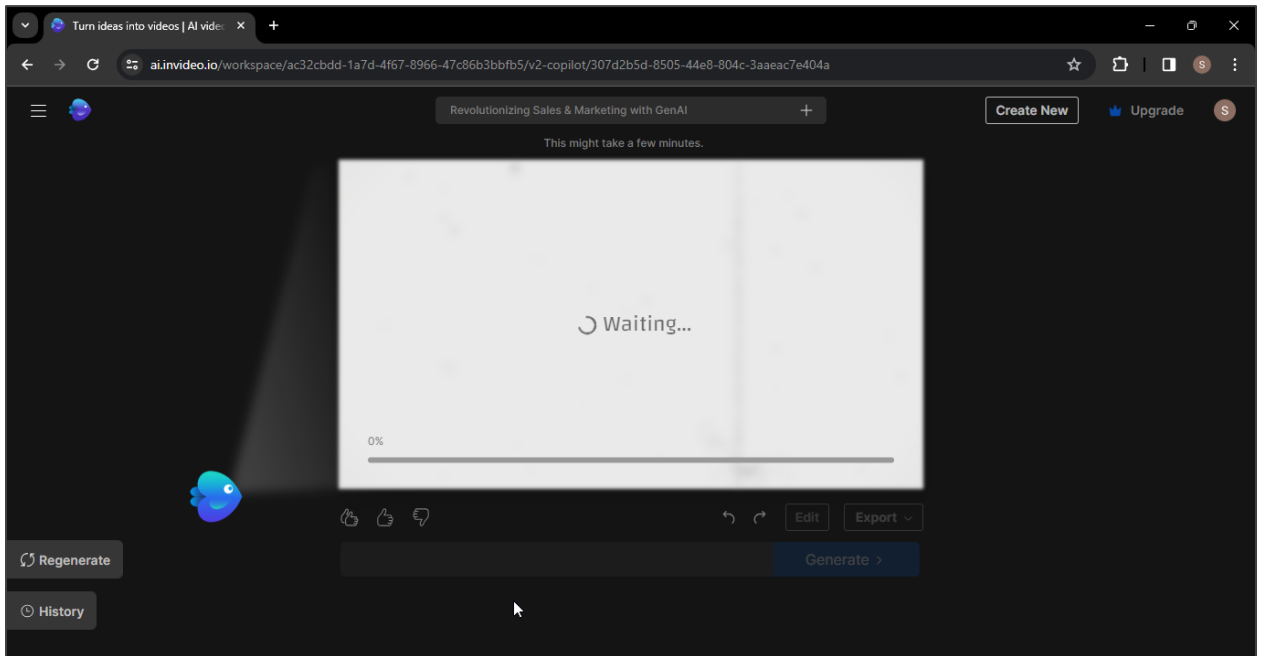 Turn ideas into videos | AI vide
ai.invideo.io/workspace/ac32cbdd-1a7d-4f67-8966-47c86b3bbfb5/v2-copilot/307d2b5d-8505-44e8-804c-3aaeac7e404a
S
Revolutionizing Sales & Marketing with GenAI
Create New
Upgrade
S
This might take a few minutes.
Waiting...
0%
Edit
Export
Generate
Regenerate
History